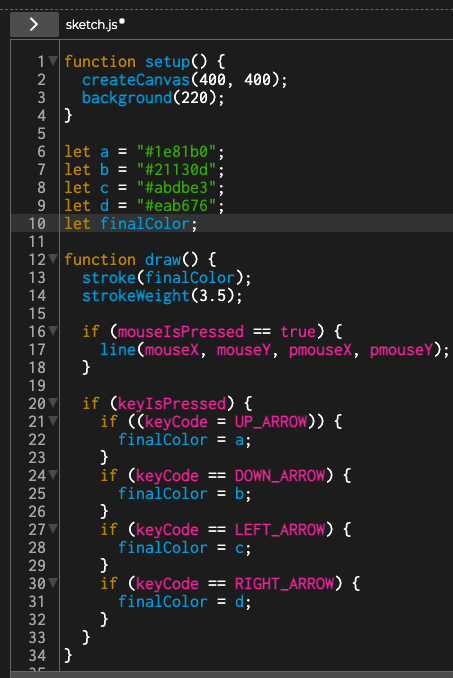 > sketch.js•
1 function setup() {
2   createCanvas(400, 400);
3   background(220);
4 }
5
6 let a = "#1e81b0";
7 let b = "#21130d";
8 let c = "#abdbe3";
9 let d = "#eab676";
10 let finalColor;
11
12 function draw() {
13   stroke(finalColor);
14   strokeWeight(3.5);
15
16   if (mouseIsPressed == true) {
17     line(mouseX, mouseY, pmouseX, pmouseY);
18   }
19
20   if (keyIsPressed) {
21     if ((keyCode = UP_ARROW)) {
22       finalColor = a;
23     }
24     if (keyCode == DOWN_ARROW) {
25       finalColor = b;
26     }
27     if (keyCode == LEFT_ARROW) {
28       finalColor = c;
29     }
30     if (keyCode == RIGHT_ARROW) {
31       finalColor = d;
32     }
33   }
34 }